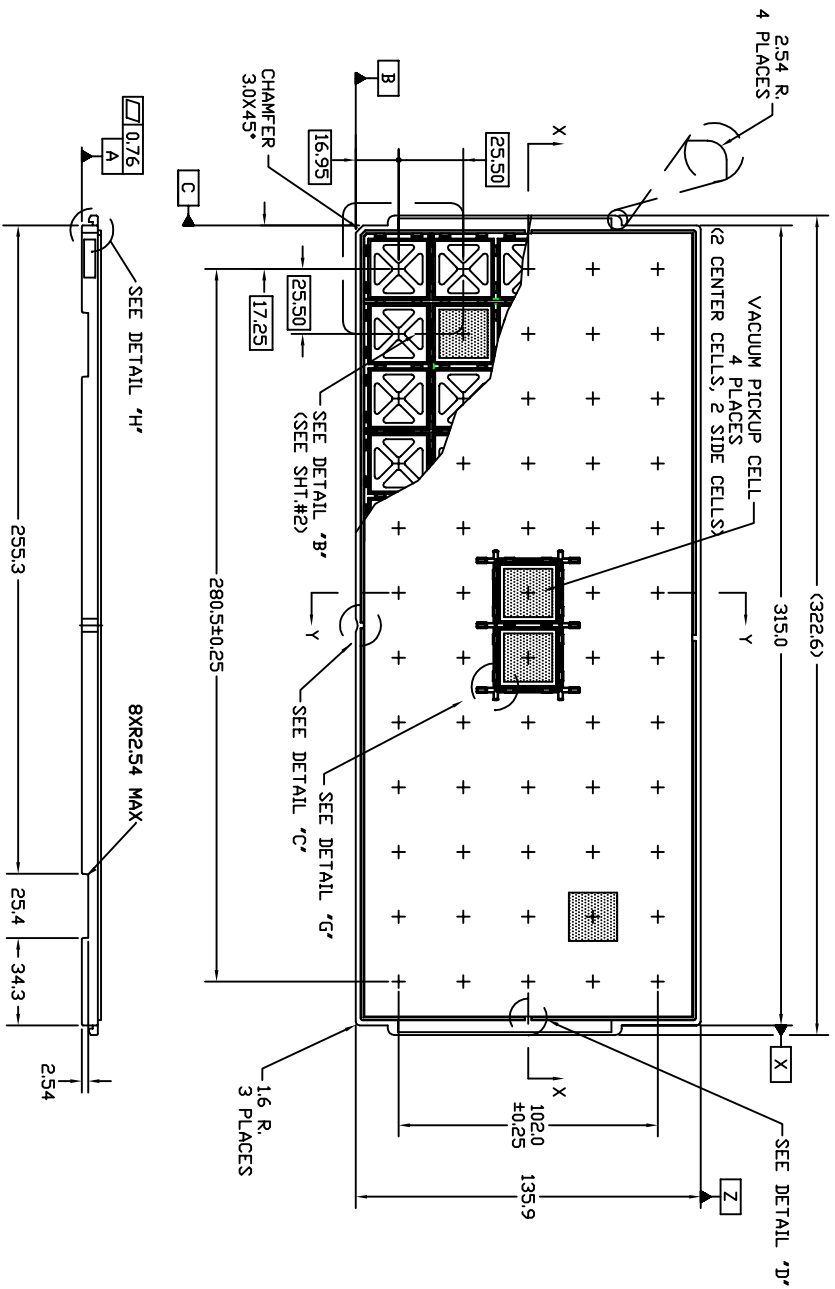 2.54 R.
4 PLACES
(322.6)
315.0
VACUUM PICKUP CELL
4 PLACES
(2 CENTER CELLS, 2 SIDE CELLS)
X
Z
SEE DETAIL "D"
X
X
Y
Y
25.50
16.95
B
CHAMFER
3.0X45°
C
17.25
25.50
SEE DETAIL "B"
(SEE SHT.#2)
280.5±0.25
SEE DETAIL "C"
SEE DETAIL "G"
102.0
±0.25
135.9
1.6 R.
3 PLACES
0.76
A
SEE DETAIL "H"
8XR2.54 MAX
255.3
25.4
34.3
2.54